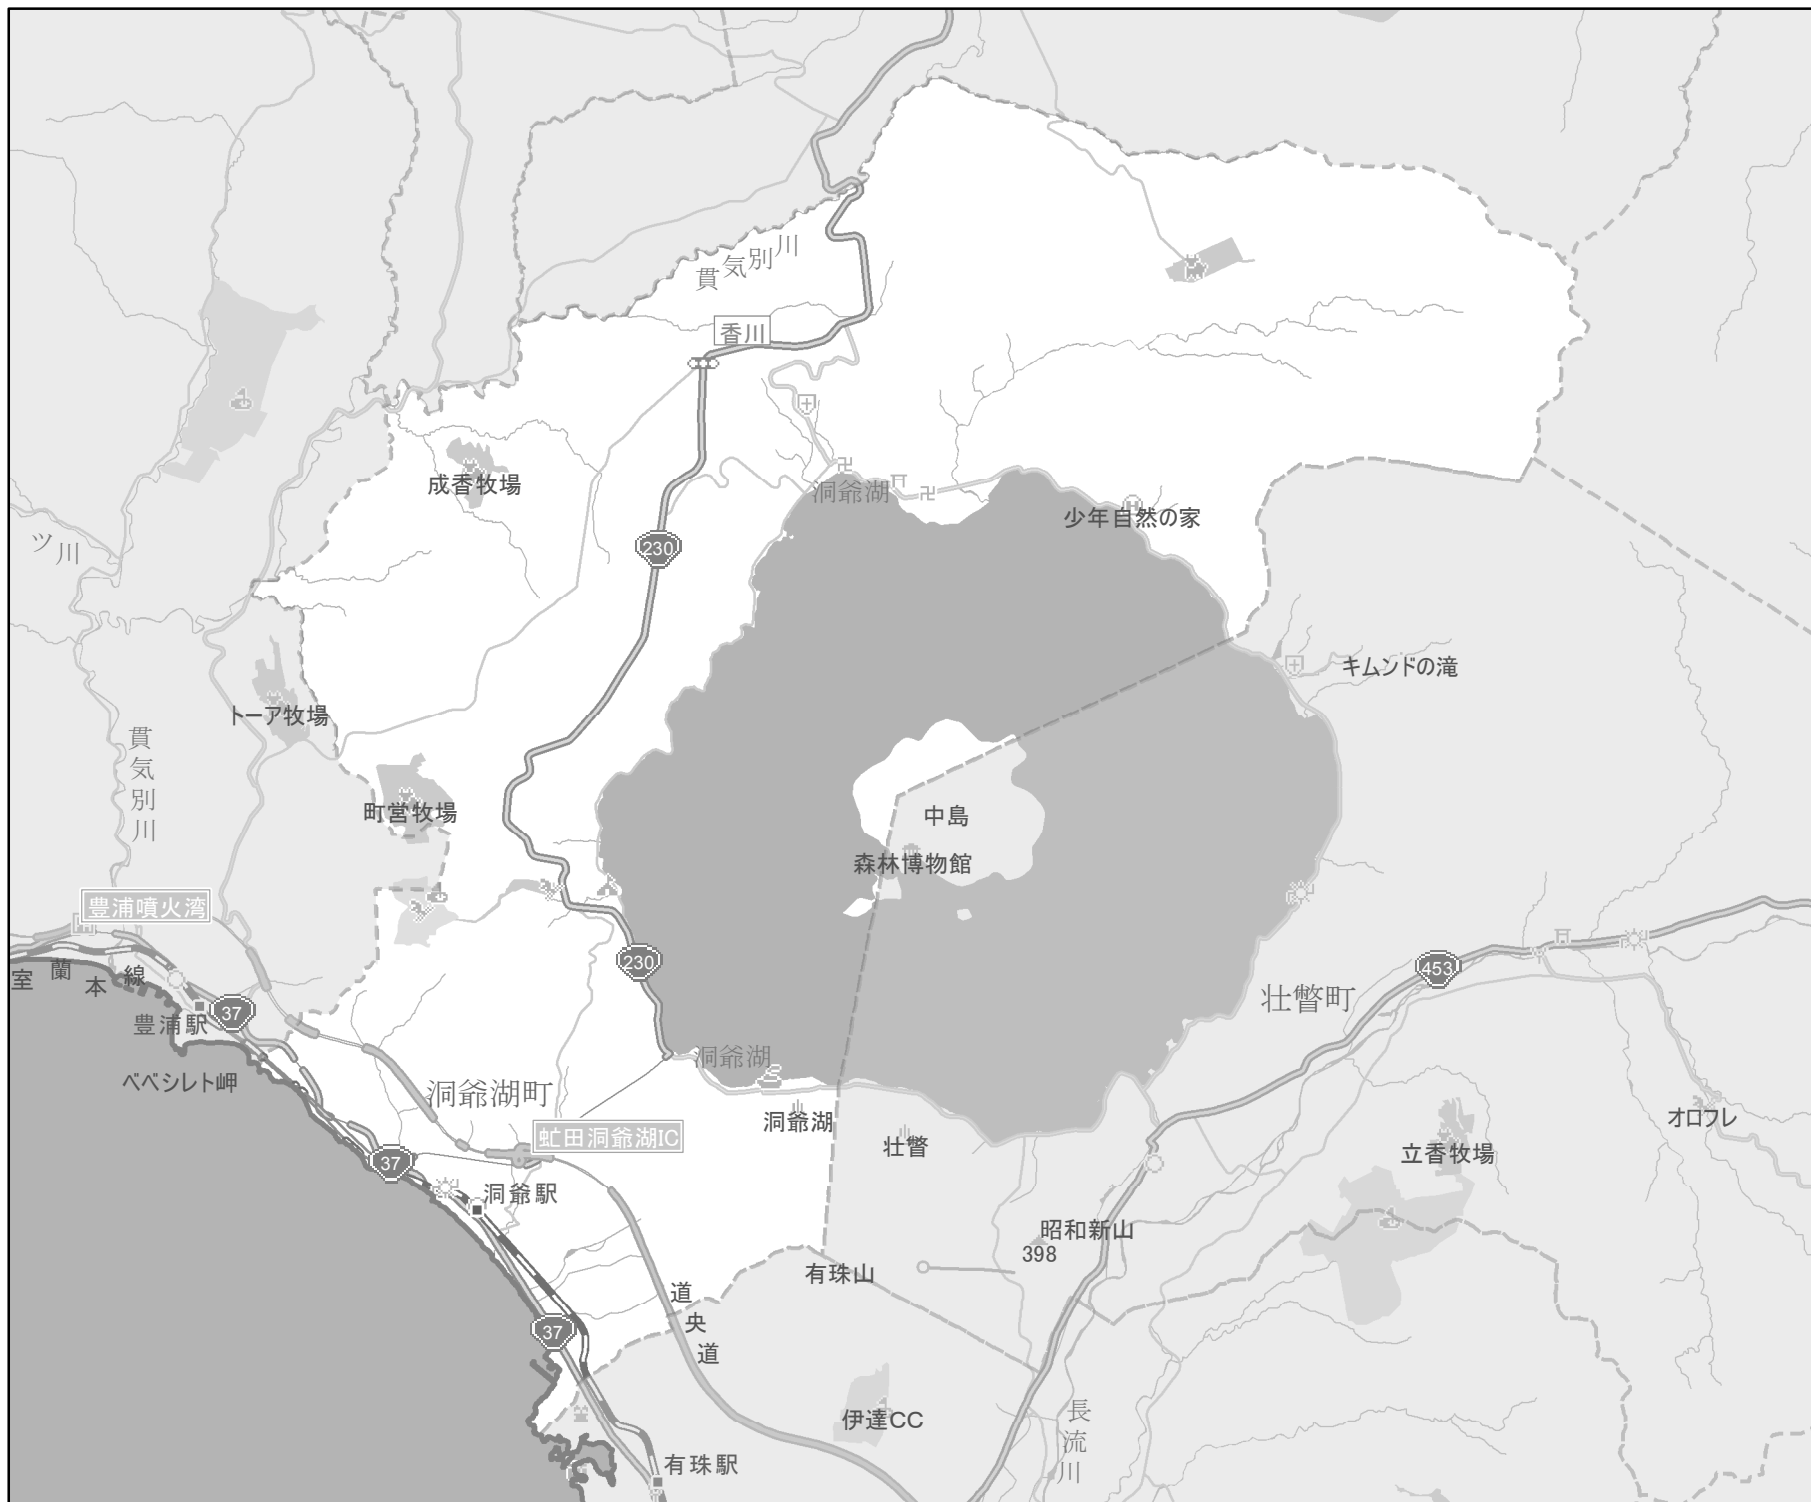 貫気別川
香川
成香牧場
洞爺湖
少年自然の家
ツ川
230
キムンドの滝
トーア牧場
貫気別川
町営牧場
中島
森林博物館
豊浦噴火湾
230
453
室蘭本線
壮瞥町
37
豊浦駅
洞爺湖
べべシレト岬
洞爺湖町
洞爺湖
オロフレ
虻田洞爺湖IC
壮瞥
立香牧場
37
洞爺駅
昭和新山
398
有珠山
道央道
37
伊達CC
長流川
有珠駅